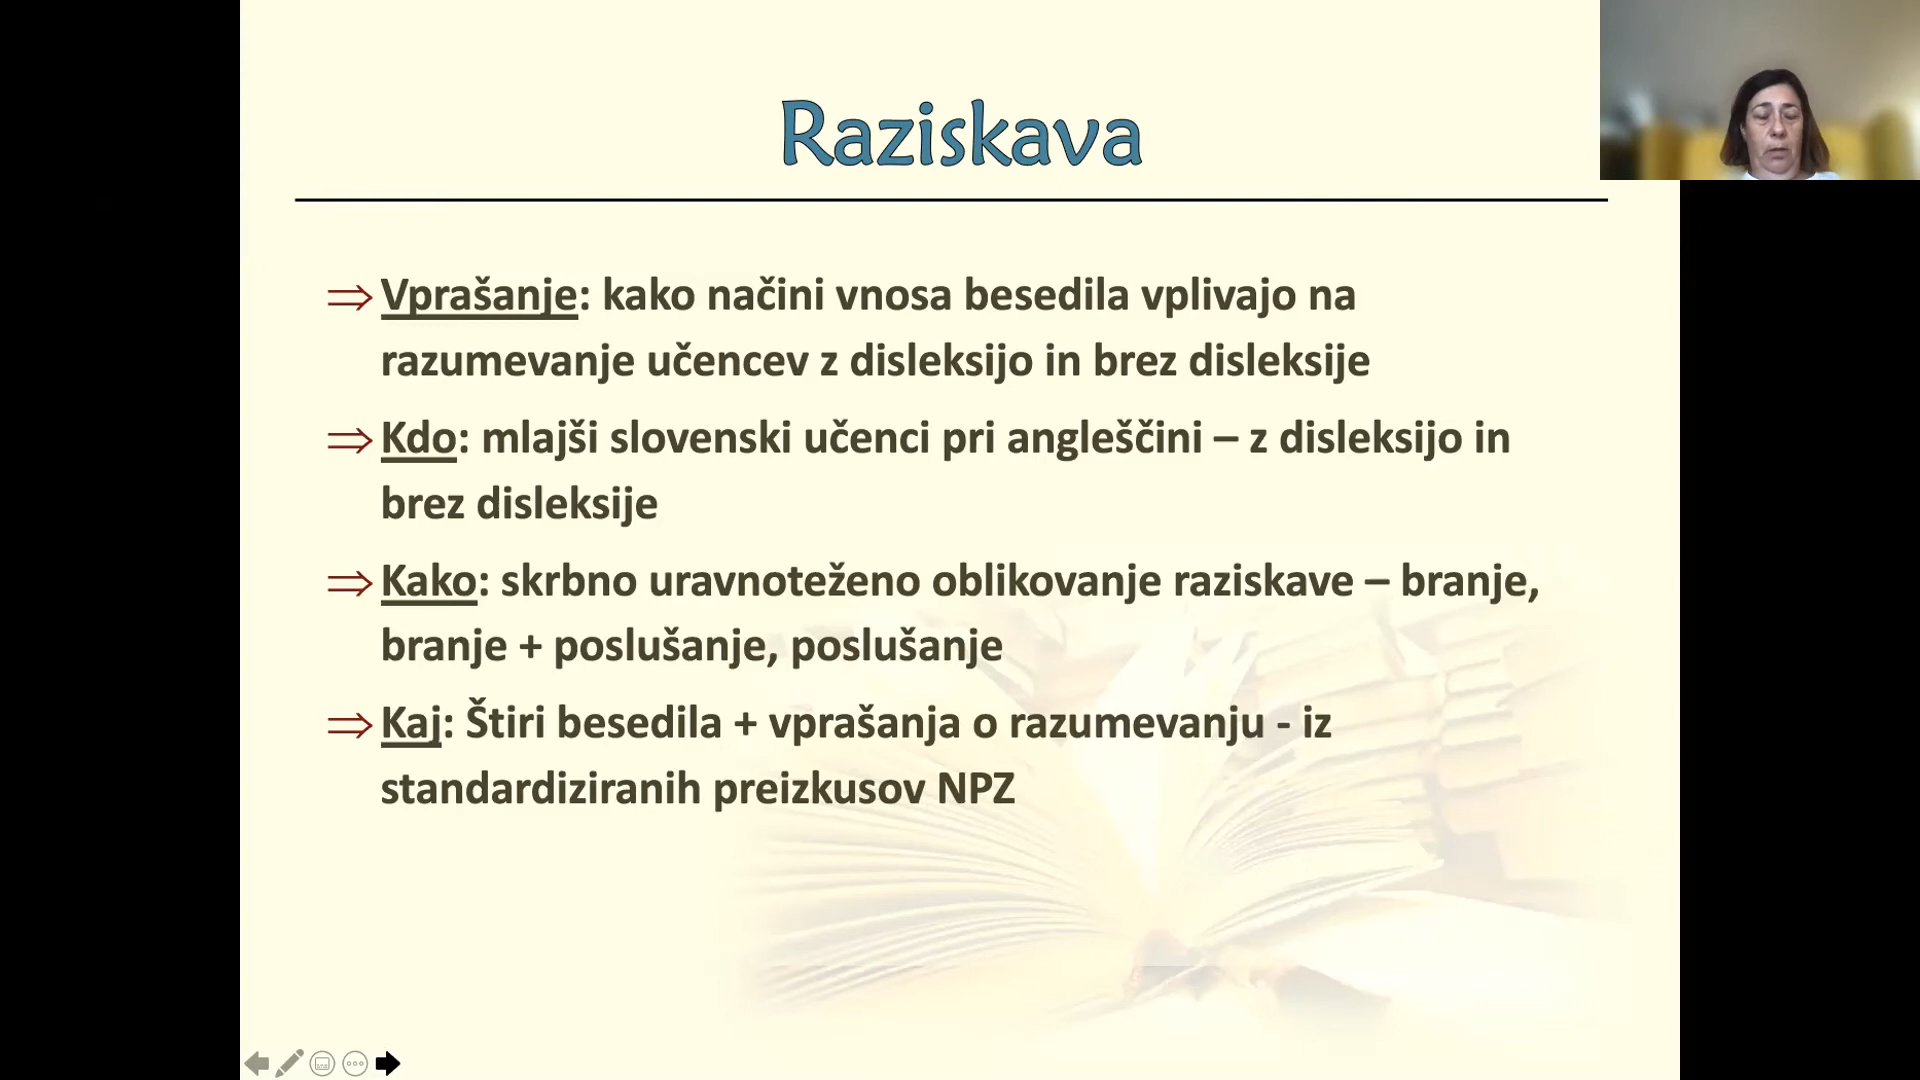 Raziskava
⇒ Vprašanje: kako načini vnosa besedila vplivajo na
razumevanje učencev z disleksijo in brez disleksije
⇒ Kdo: mlajši slovenski učenci pri angleščini – z disleksijo in
brez disleksije
⇒ Kako: skrbno uravnoteženo oblikovanje raziskave – branje,
branje + poslušanje, poslušanje
⇒ Kaj: Štiri besedila + vprašanja o razumevanju - iz
standardiziranih preizkusov NPZ